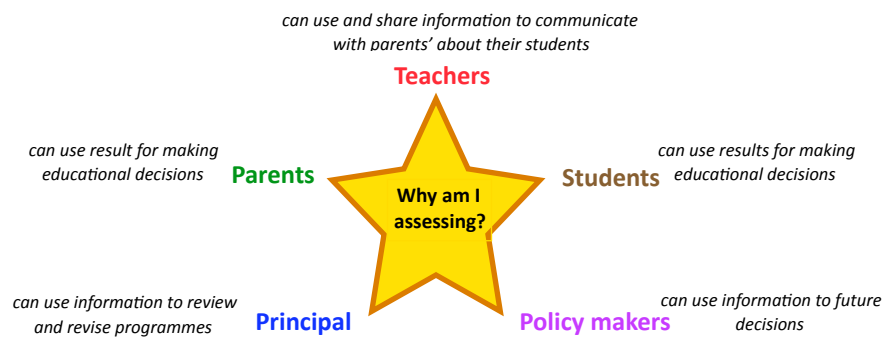 can use and share information to communicate
with parents’ about their students
Teachers
can use result for making
educational decisions
Parents
Why am I
assessing?
Students
can use results for making
educational decisions
can use information to review
and revise programmes
Principal
Policy makers
can use information to future
decisions